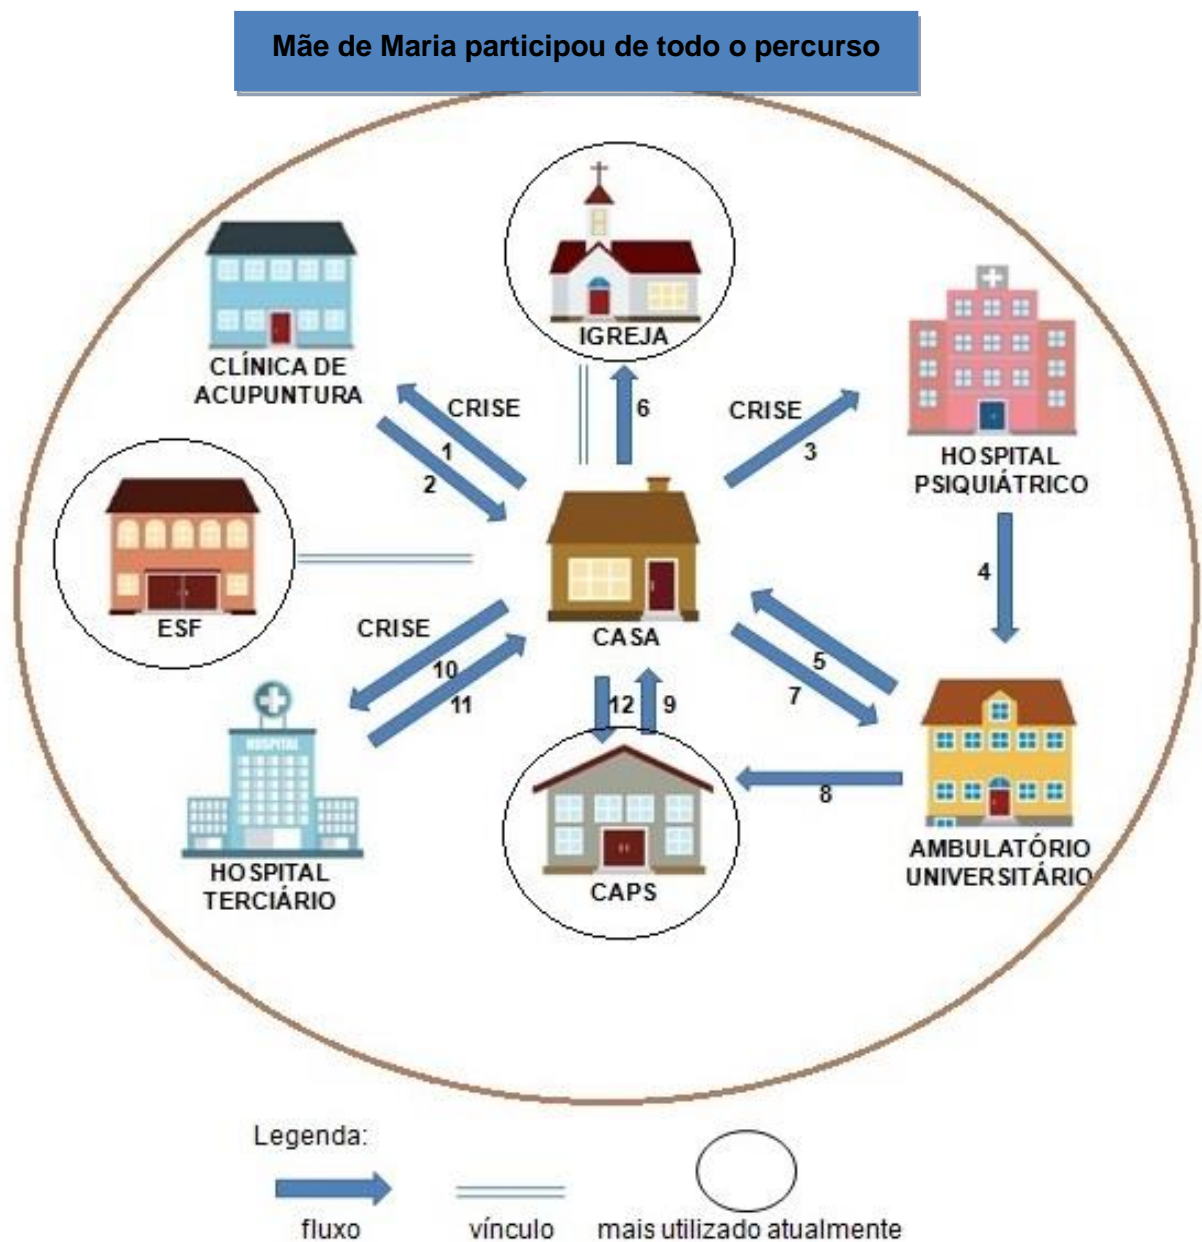 Mãe de Maria participou de todo o percurso
IGREJA
CLÍNICA DE
ACUPUNTURA
CRISE
1
2
6
CRISE
3
HOSPITAL
PSIQUIÁTRICO
4
ESF
CASA
CRISE
10
11
5
7
12
9
8
HOSPITAL
HOSPITAL
TERCIÁRIO
CAPS
AMBULATÓRIO
UNIVERSITÁRIO
Legenda:
fluxo
vínculo
mais utilizado atualmente